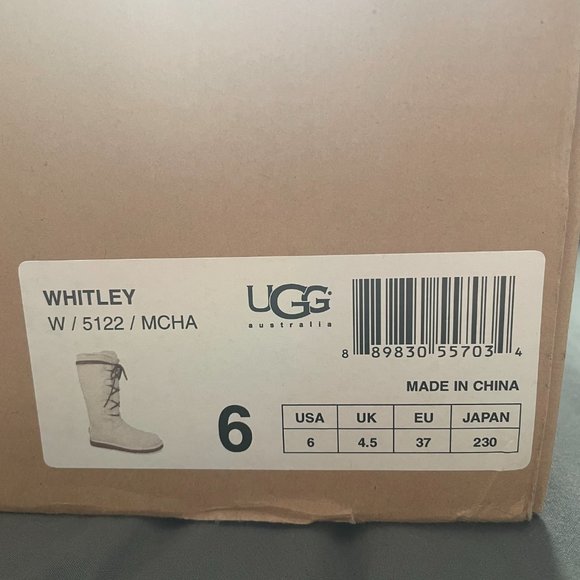 WHITLEY
W / 5122 / MCHA
UGG
australia
8 89830 55703 4
MADE IN CHINA
6
USA UK EU JAPAN
6 4.5 37 230